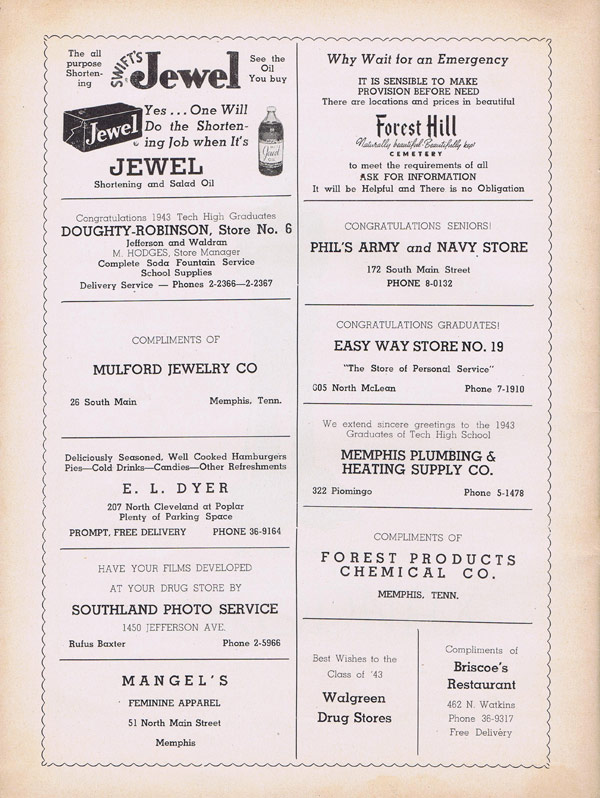 The all
purpose
Shorten-
ing
SWIFT'S
Jewel
See the
Oil
You buy
Jewel
Yes . . . One Will
Do the Shorten-
ing Job when It's
JEWEL
Shortening and Salad Oil
Congratulations 1943 Tech High Graduates
DOUGHTY-ROBINSON, Store No. 6
Jefferson and Waldran
M. HODGES, Store Manager
Complete Soda Fountain Service
School Supplies
Delivery Service — Phones 2-2366—2-2367
COMPLIMENTS OF
MULFORD JEWELRY CO
26 South Main Memphis, Tenn.
Deliciously Seasoned, Well Cooked Hamburgers
Pies—Cold Drinks—Candies—Other Refreshments
E. L. DYER
207 North Cleveland at Poplar
Plenty of Parking Space
PROMPT, FREE DELIVERY PHONE 36-9164
HAVE YOUR FILMS DEVELOPED
AT YOUR DRUG STORE BY
SOUTHLAND PHOTO SERVICE
1450 JEFFERSON AVE.
Rufus Baxter Phone 2-5966
MANGEL'S
FEMININE APPAREL
51 North Main Street
Memphis
Why Wait for an Emergency
IT IS SENSIBLE TO MAKE
PROVISION BEFORE NEED
There are locations and prices in beautiful
Forest Hill
Naturally beautiful-Beautifully kept
CEMETERY
to meet the requirements of all
ASK FOR INFORMATION
It will be Helpful and There is no Obligation
CONGRATULATIONS SENIORS!
PHIL'S ARMY and NAVY STORE
172 South Main Street
PHONE 8-0132
CONGRATULATIONS GRADUATES!
EASY WAY STORE NO. 19
"The Store of Personal Service"
605 North McLean Phone 7-1910
We extend sincere greetings to the 1943
Graduates of Tech High School
MEMPHIS PLUMBING &
HEATING SUPPLY CO.
322 Piomingo Phone 5-1478
COMPLIMENTS OF
FOREST PRODUCTS
CHEMICAL CO.
MEMPHIS, TENN.
Best Wishes to the
Class of '43
Walgreen
Drug Stores
Compliments of
Briscoe's
Restaurant
462 N. Watkins
Phone 36-9317
Free Delivery